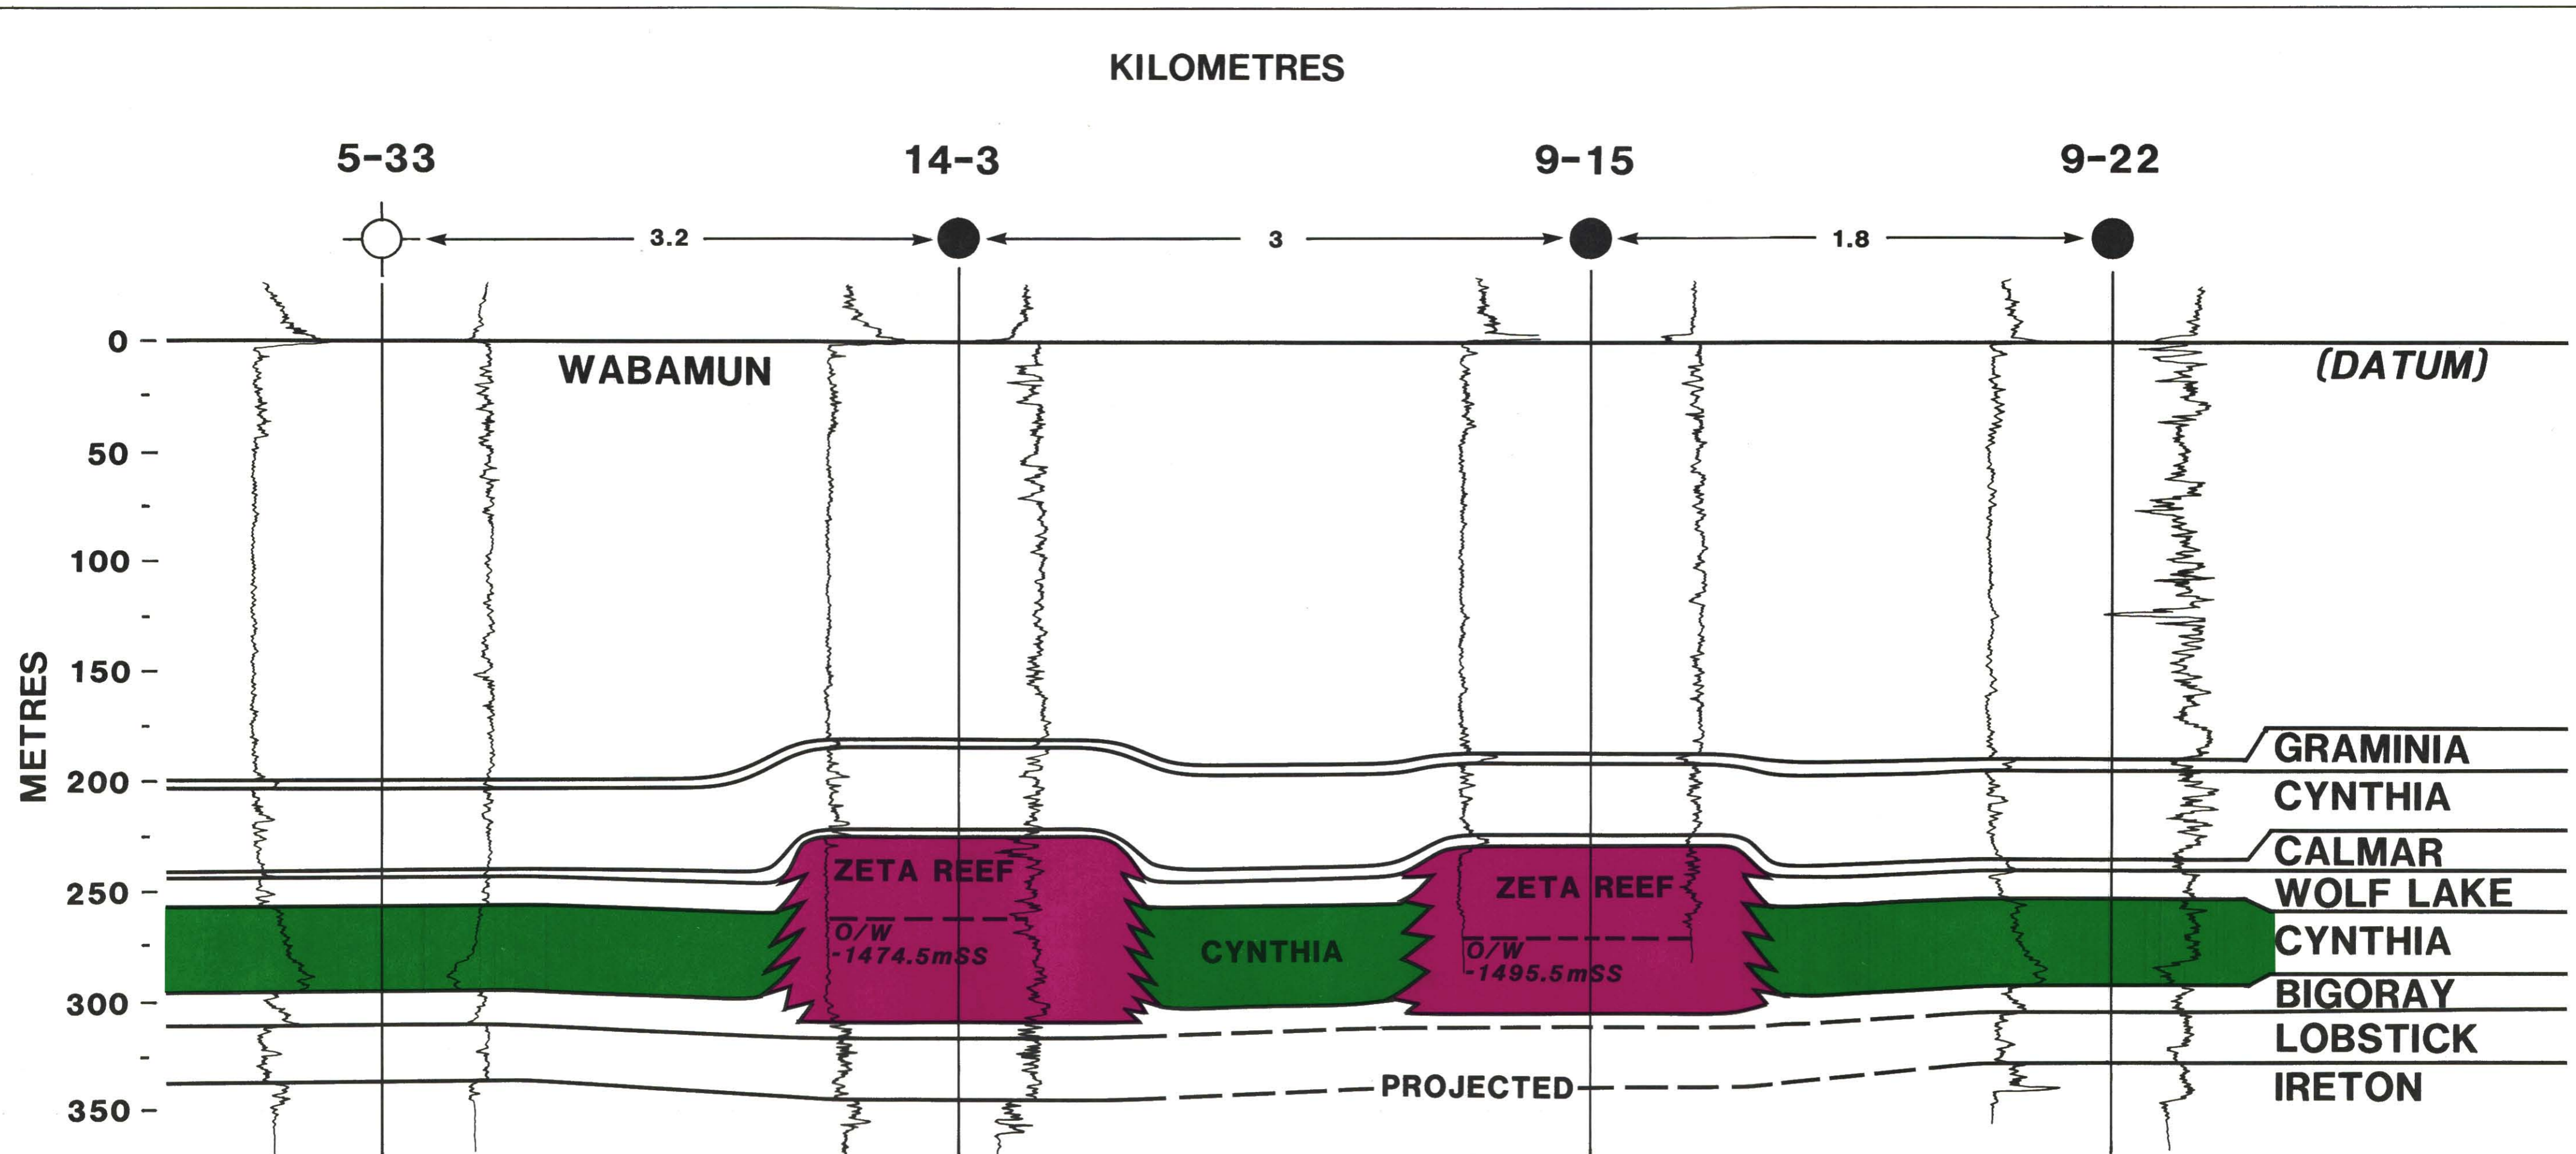 KILOMETRES
5-33
14-3
9-15
9-22
3.2
3
1.8
0
WABAMUN
(DATUM)
50
100
150
METRES
GRAMINIA
200
CYNTHIA
CALMAR
ZETA REEF
ZETA REEF
250
WOLF LAKE
O/W
-1474.5mSS
CYNTHIA
O/W
-1495.5mSS
CYNTHIA
300
BIGORAY
LOBSTICK
PROJECTED
IRETON
350